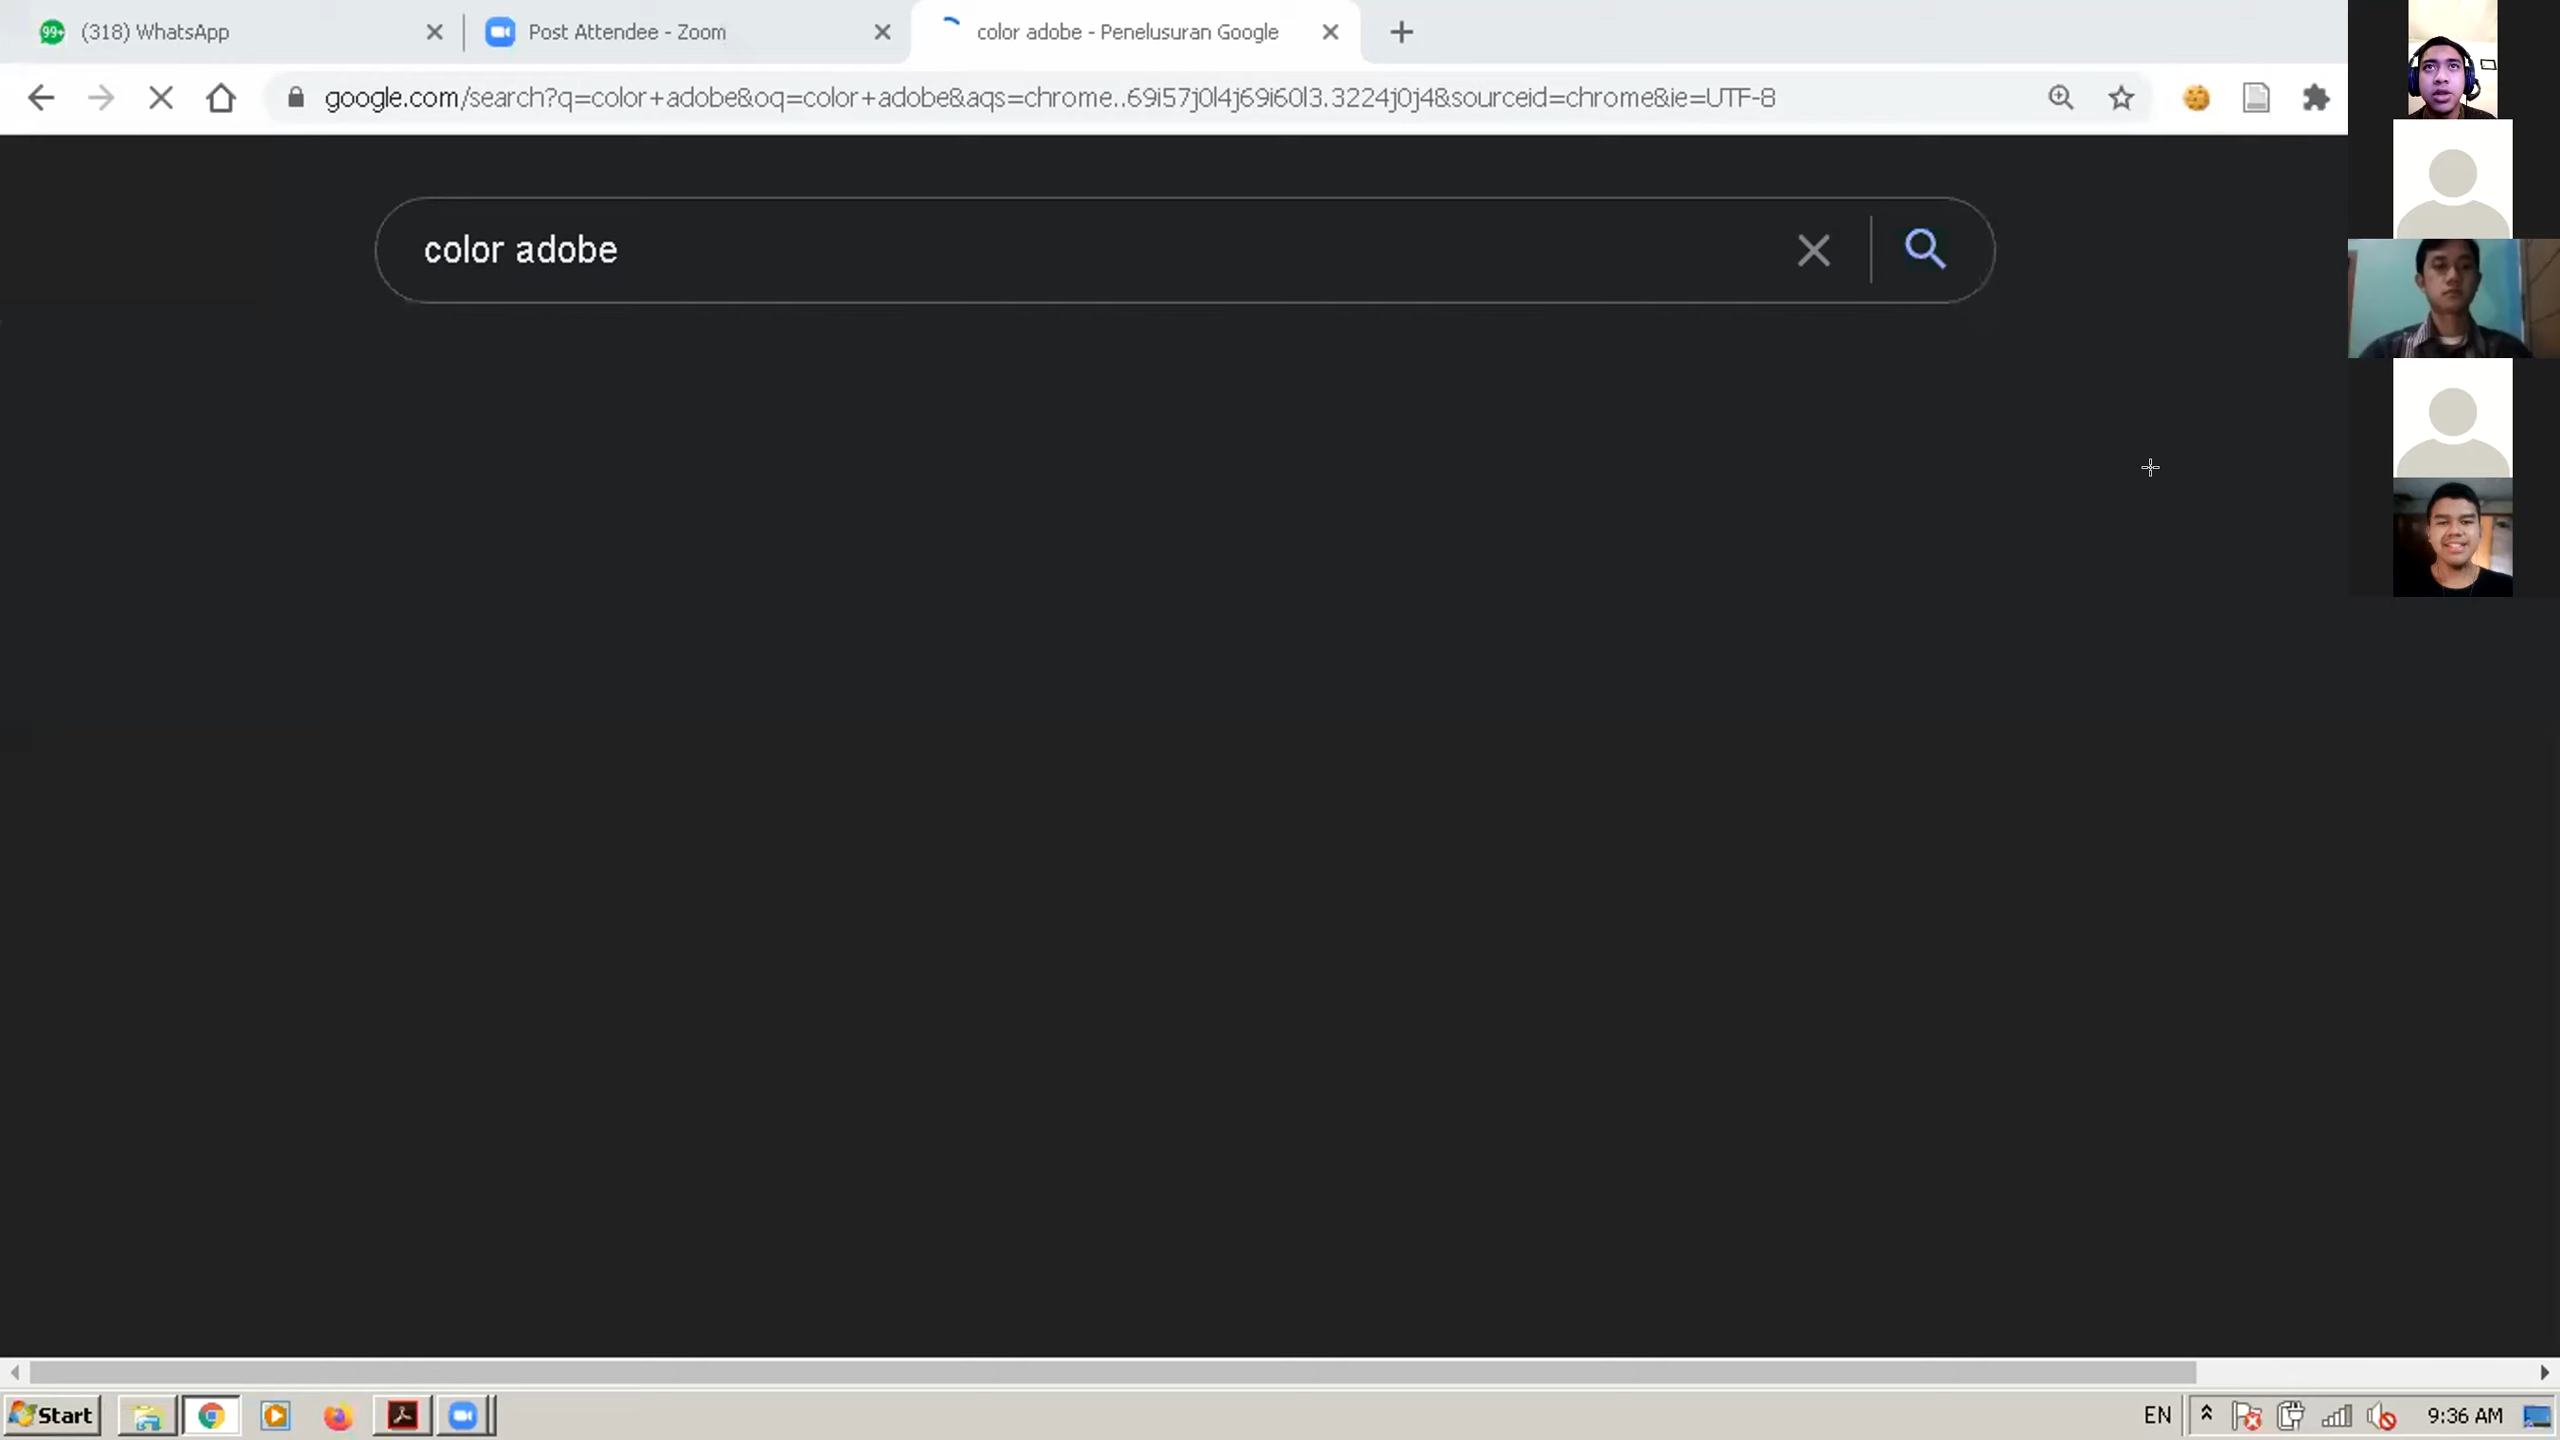 99+ (318) WhatsApp
Post Attendee - Zoom
color adobe - Penelusuran Google
google.com/search?q=color+adobe&oq=color+adobe&aqs=chrome..69i57j0l4j69i60l3.3224j0j4&sourceid=chrome&ie=UTF-8
color adobe
Start
EN
9:36 AM